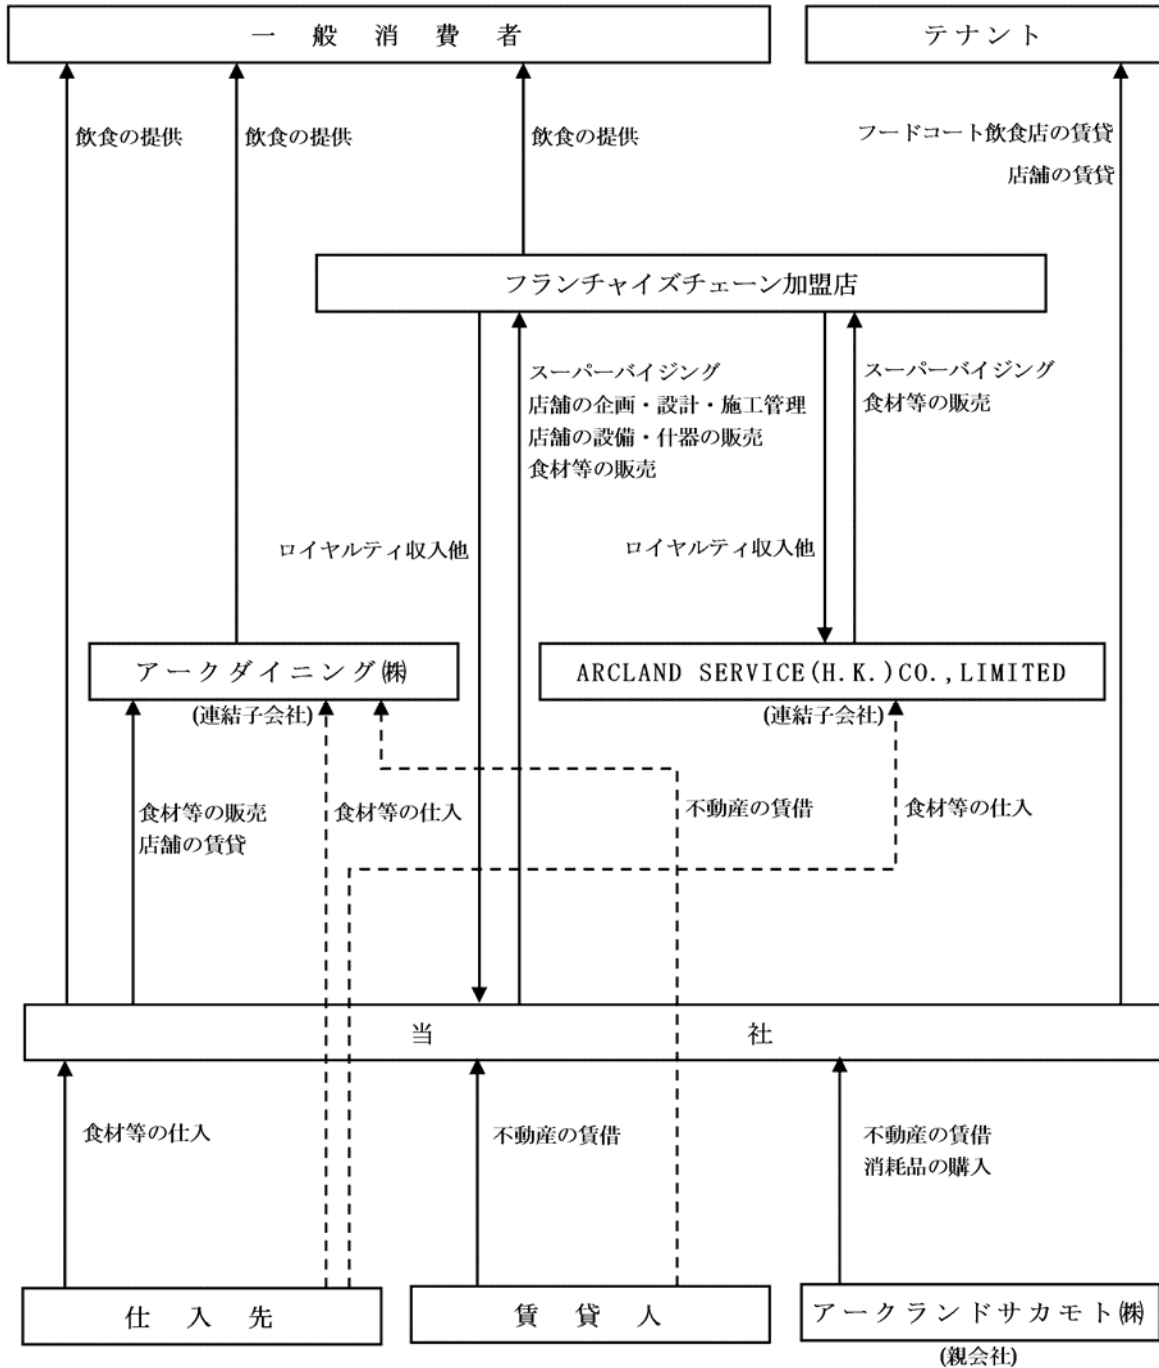 一般消費者
テナント
飲食の提供
飲食の提供
飲食の提供
フードコート飲食店の賃貸
店舗の賃貸
フランチャイズチェーン加盟店
スーパーバイジング
店舗の企画・設計・施工管理
店舗の設備・什器の販売
食材等の販売
スーパーバイジング
食材等の販売
ロイヤルティ収入他
ロイヤルティ収入他
アークダイニング㈱
(連結子会社)
ARCLAND SERVICE(H.K.)CO.,LIMITED
(連結子会社)
食材等の販売
店舗の賃貸
食材等の仕入
不動産の賃借
食材等の仕入
当社
食材等の仕入
不動産の賃借
不動産の賃借
消耗品の購入
仕入先
賃貸人
アークランドサカモト㈱
(親会社)